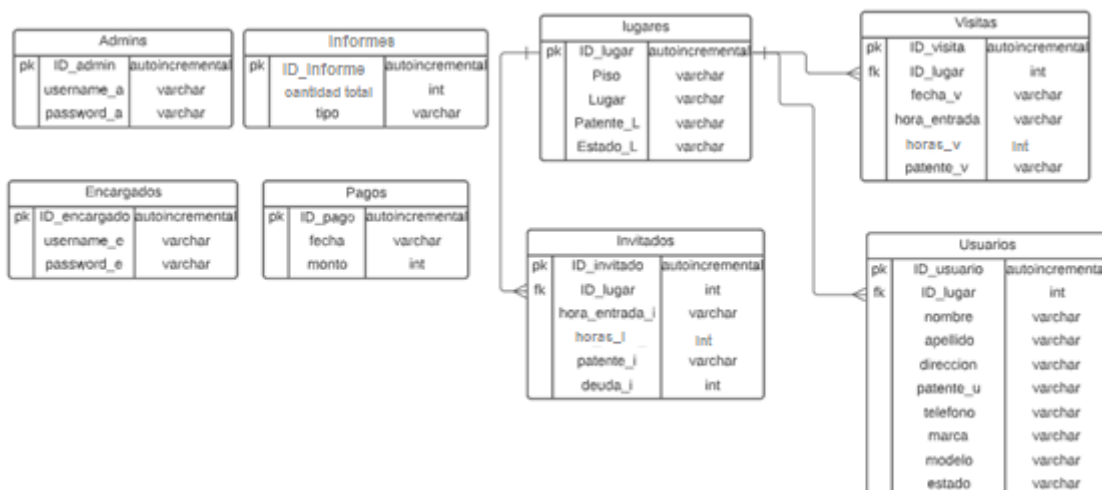 Admins
pk ID_admin autoincremental
username_a varchar
password_a varchar
Informes
pk ID_Informe autoincremental
cantidad total int
tipo varchar
lugares
pk ID_lugar autoincremental
Piso varchar
Lugar varchar
Patente_L varchar
Estado_L varchar
Visitas
pk ID_visita autoincremental
fk ID_lugar int
fecha_v varchar
hora_entrada varchar
horas_v Int
patente_v varchar
Encargados
pk ID_encargado autoincremental
username_e varchar
password_e varchar
Pagos
pk ID_pago autoincremental
fecha varchar
monto int
Invitados
pk ID_invitado autoincremental
fk ID_lugar int
hora_entrada_i varchar
horas_I Int
patente_i varchar
deuda_i int
Usuarios
pk ID_usuario autoincrementa
fk ID_lugar int
nombre varchar
apellido varchar
direccion varchar
patente_u varchar
telefono varchar
marca varchar
modelo varchar
estado varchar